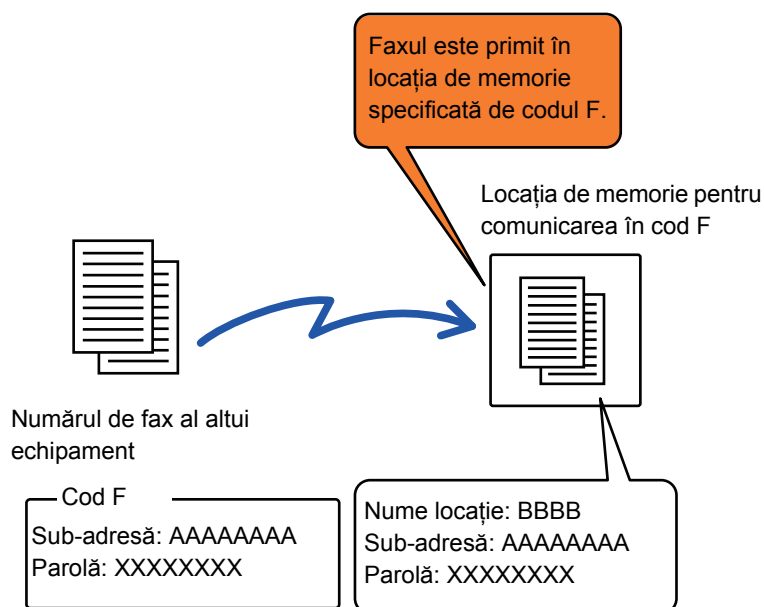 Faxul este primit în
locația de memorie
specificată de codul F.
Locația de memorie pentru
comunicarea în cod F
Numărul de fax al altui
echipament
Cod F
Sub-adresă: AAAAAAAA
Parolă: XXXXXXXX
Nume locație: BBBB
Sub-adresă: AAAAAAAA
Parolă: XXXXXXXX